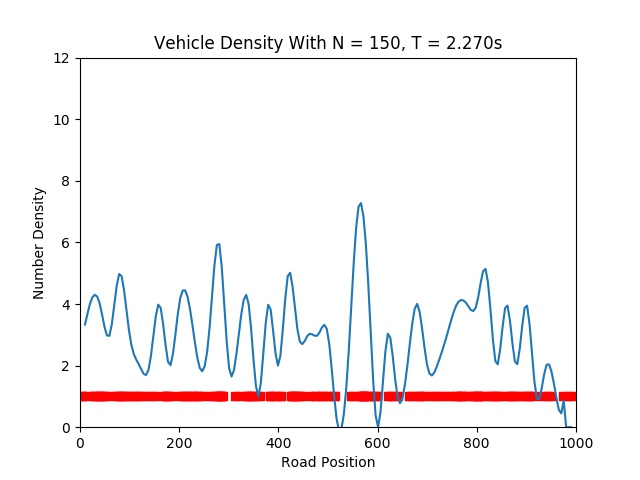 Vehicle Density With N = 150, T = 2.270s
12
10
8
6
4
2
0
Number Density
0 200 400 600 800 1000
Road Position